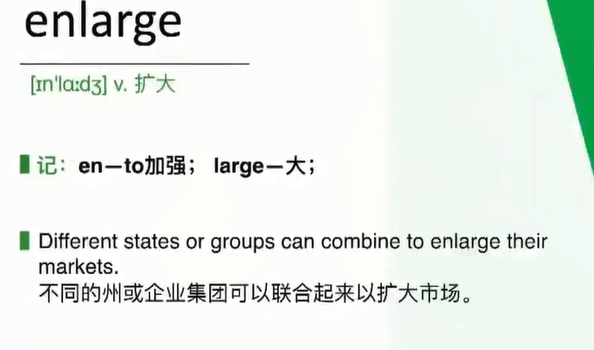 enlarge
[ɪn'lɑːdʒ] v. 扩大
记：en—to加强； large—大；
Different states or groups can combine to enlarge their
markets.
不同的州或企业集团可以联合起来以扩大市场。